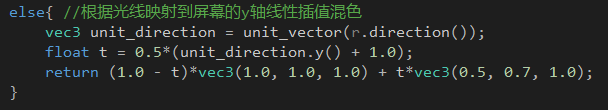 else{ //根据光线映射到屏幕的y轴线性插值混色
vec3 unit_direction = unit_vector(r.direction());
float t = 0.5*(unit_direction.y() + 1.0);
return (1.0 - t)*vec3(1.0, 1.0, 1.0) + t*vec3(0.5, 0.7, 1.0);
}